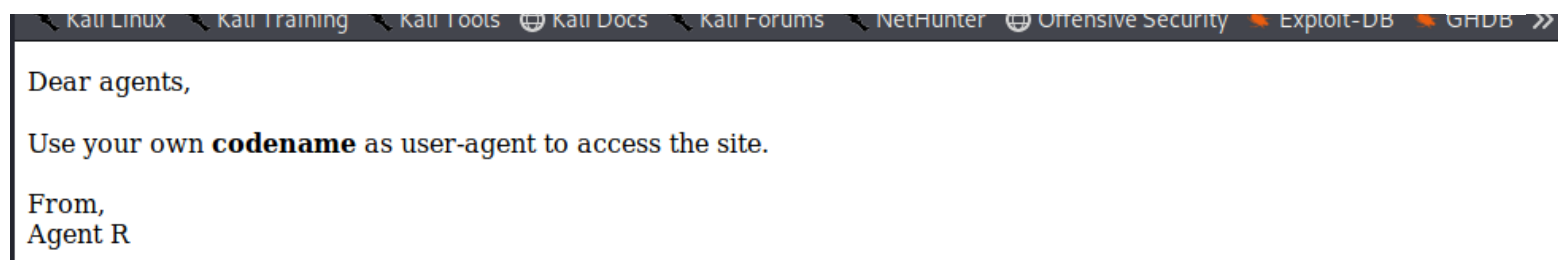 Kali Linux Kali Training Kali Tools Kali Docs Kali Forums NetHunter Offensive Security Exploit-DB GHDB »
Dear agents,
Use your own codename as user-agent to access the site.
From,
Agent R